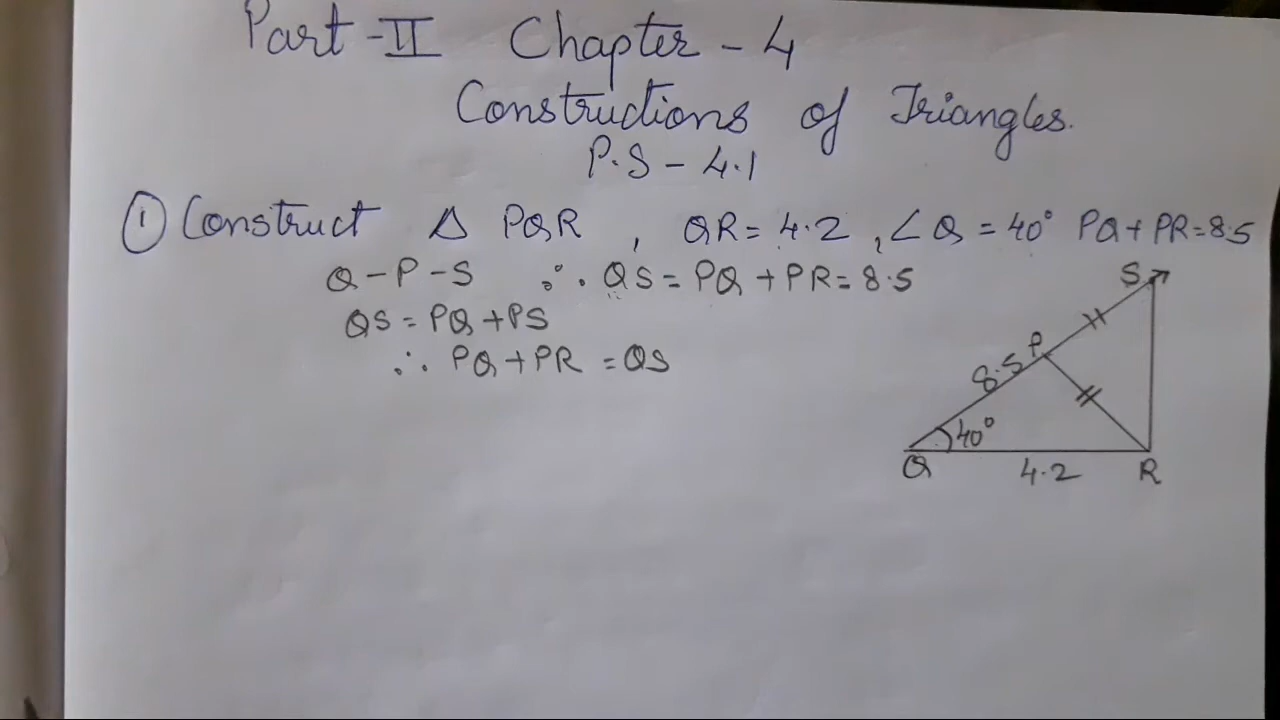 Part-II Chapter-4
Constructions of Triangles.
P.S-4.1
① Construct △ PQR, QR=4.2, ∠Q=40° PQ+PR=8.5
Q-P-S ∴ QS=PQ+PR=8.5
QS=PQ+PS
∴ PQ+PR=QS
S
P
8.5
40°
Q 4.2 R